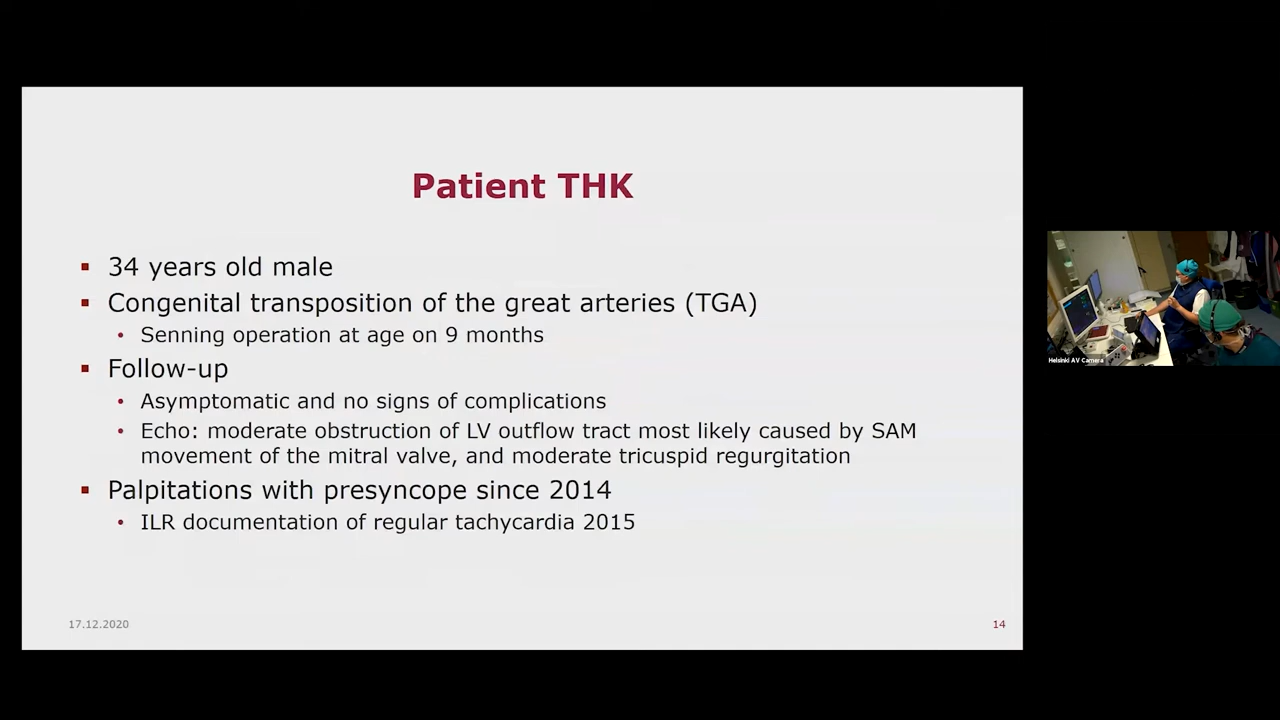 Patient THK
34 years old male
Congenital transposition of the great arteries (TGA)
Senning operation at age on 9 months
Follow-up
Asymptomatic and no signs of complications
Echo: moderate obstruction of LV outflow tract most likely caused by SAM
movement of the mitral valve, and moderate tricuspid regurgitation
Palpitations with presyncope since 2014
ILR documentation of regular tachycardia 2015
17.12.2020
14
Helsinki AV Camera